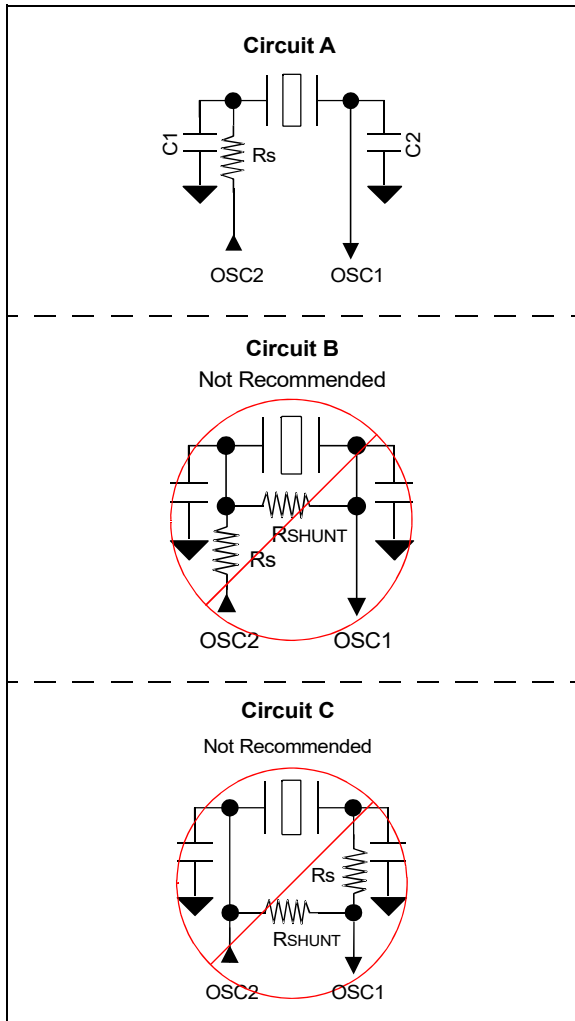 Circuit A
C1
Rs
C2
OSC2 OSC1
Circuit B
Not Recommended
RSHUNT
Rs
OSC2 OSC1
Circuit C
Not Recommended
Rs
RSHUNT
OSC2 OSC1